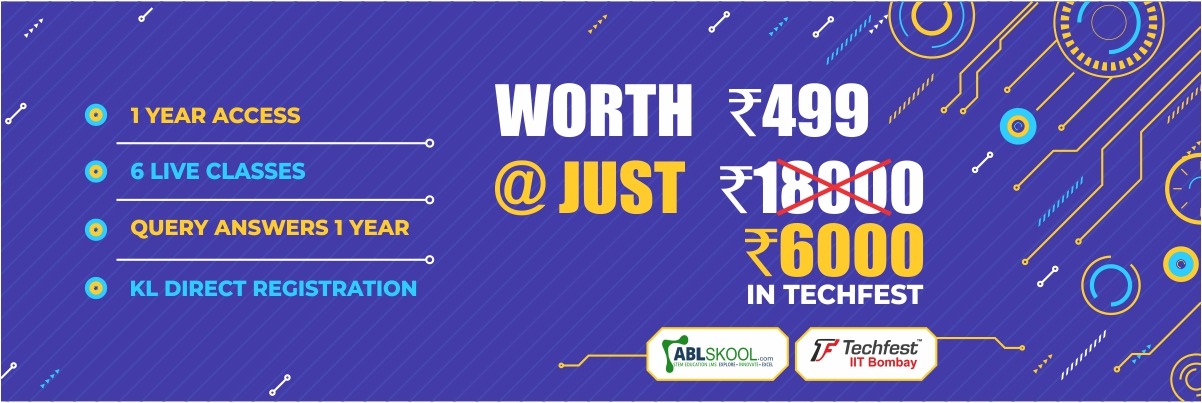 1 YEAR ACCESS
6 LIVE CLASSES
QUERY ANSWERS 1 YEAR
KL DIRECT REGISTRATION
WORTH ₹499
@ JUST ₹18000
₹6000
IN TECHFEST
ABLSKOOL.com
STEM EDUCATION LMS EXPLORE • INNOVATE • EXCEL
Techfest™
IIT Bombay